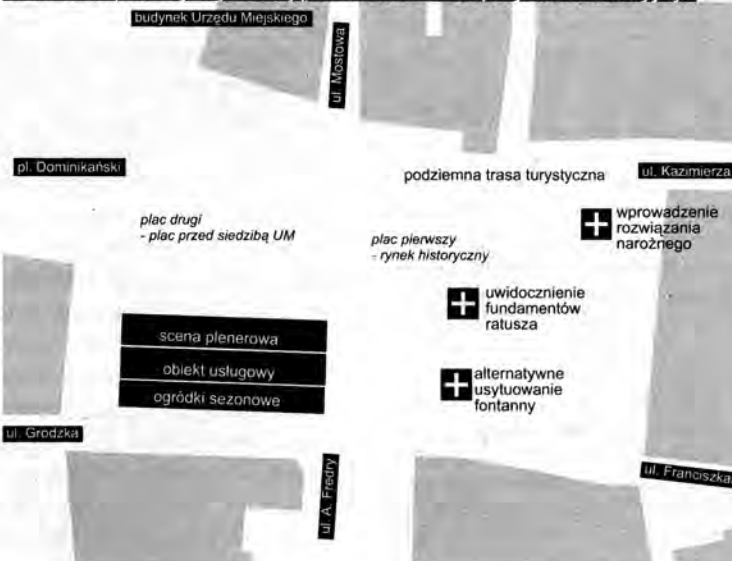 budynek Urzędu Miejskiego
ul. Mostowa
pl. Dominikański
podziemna trasa turystyczna
ul. Kazimierza
plac drugi
- plac przed siedzibą UM
plac pierwszy
- rynek historyczny
wprowadzenie
rozwiązania
narożnego
uwidocznienie
fundamentów
ratusza
scena plenerowa
obiekt usługowy
ogródki sezonowe
alternatywne
usytuowanie
fontanny
ul. Grodzka
ul. A. Fredry
ul. Franciszka